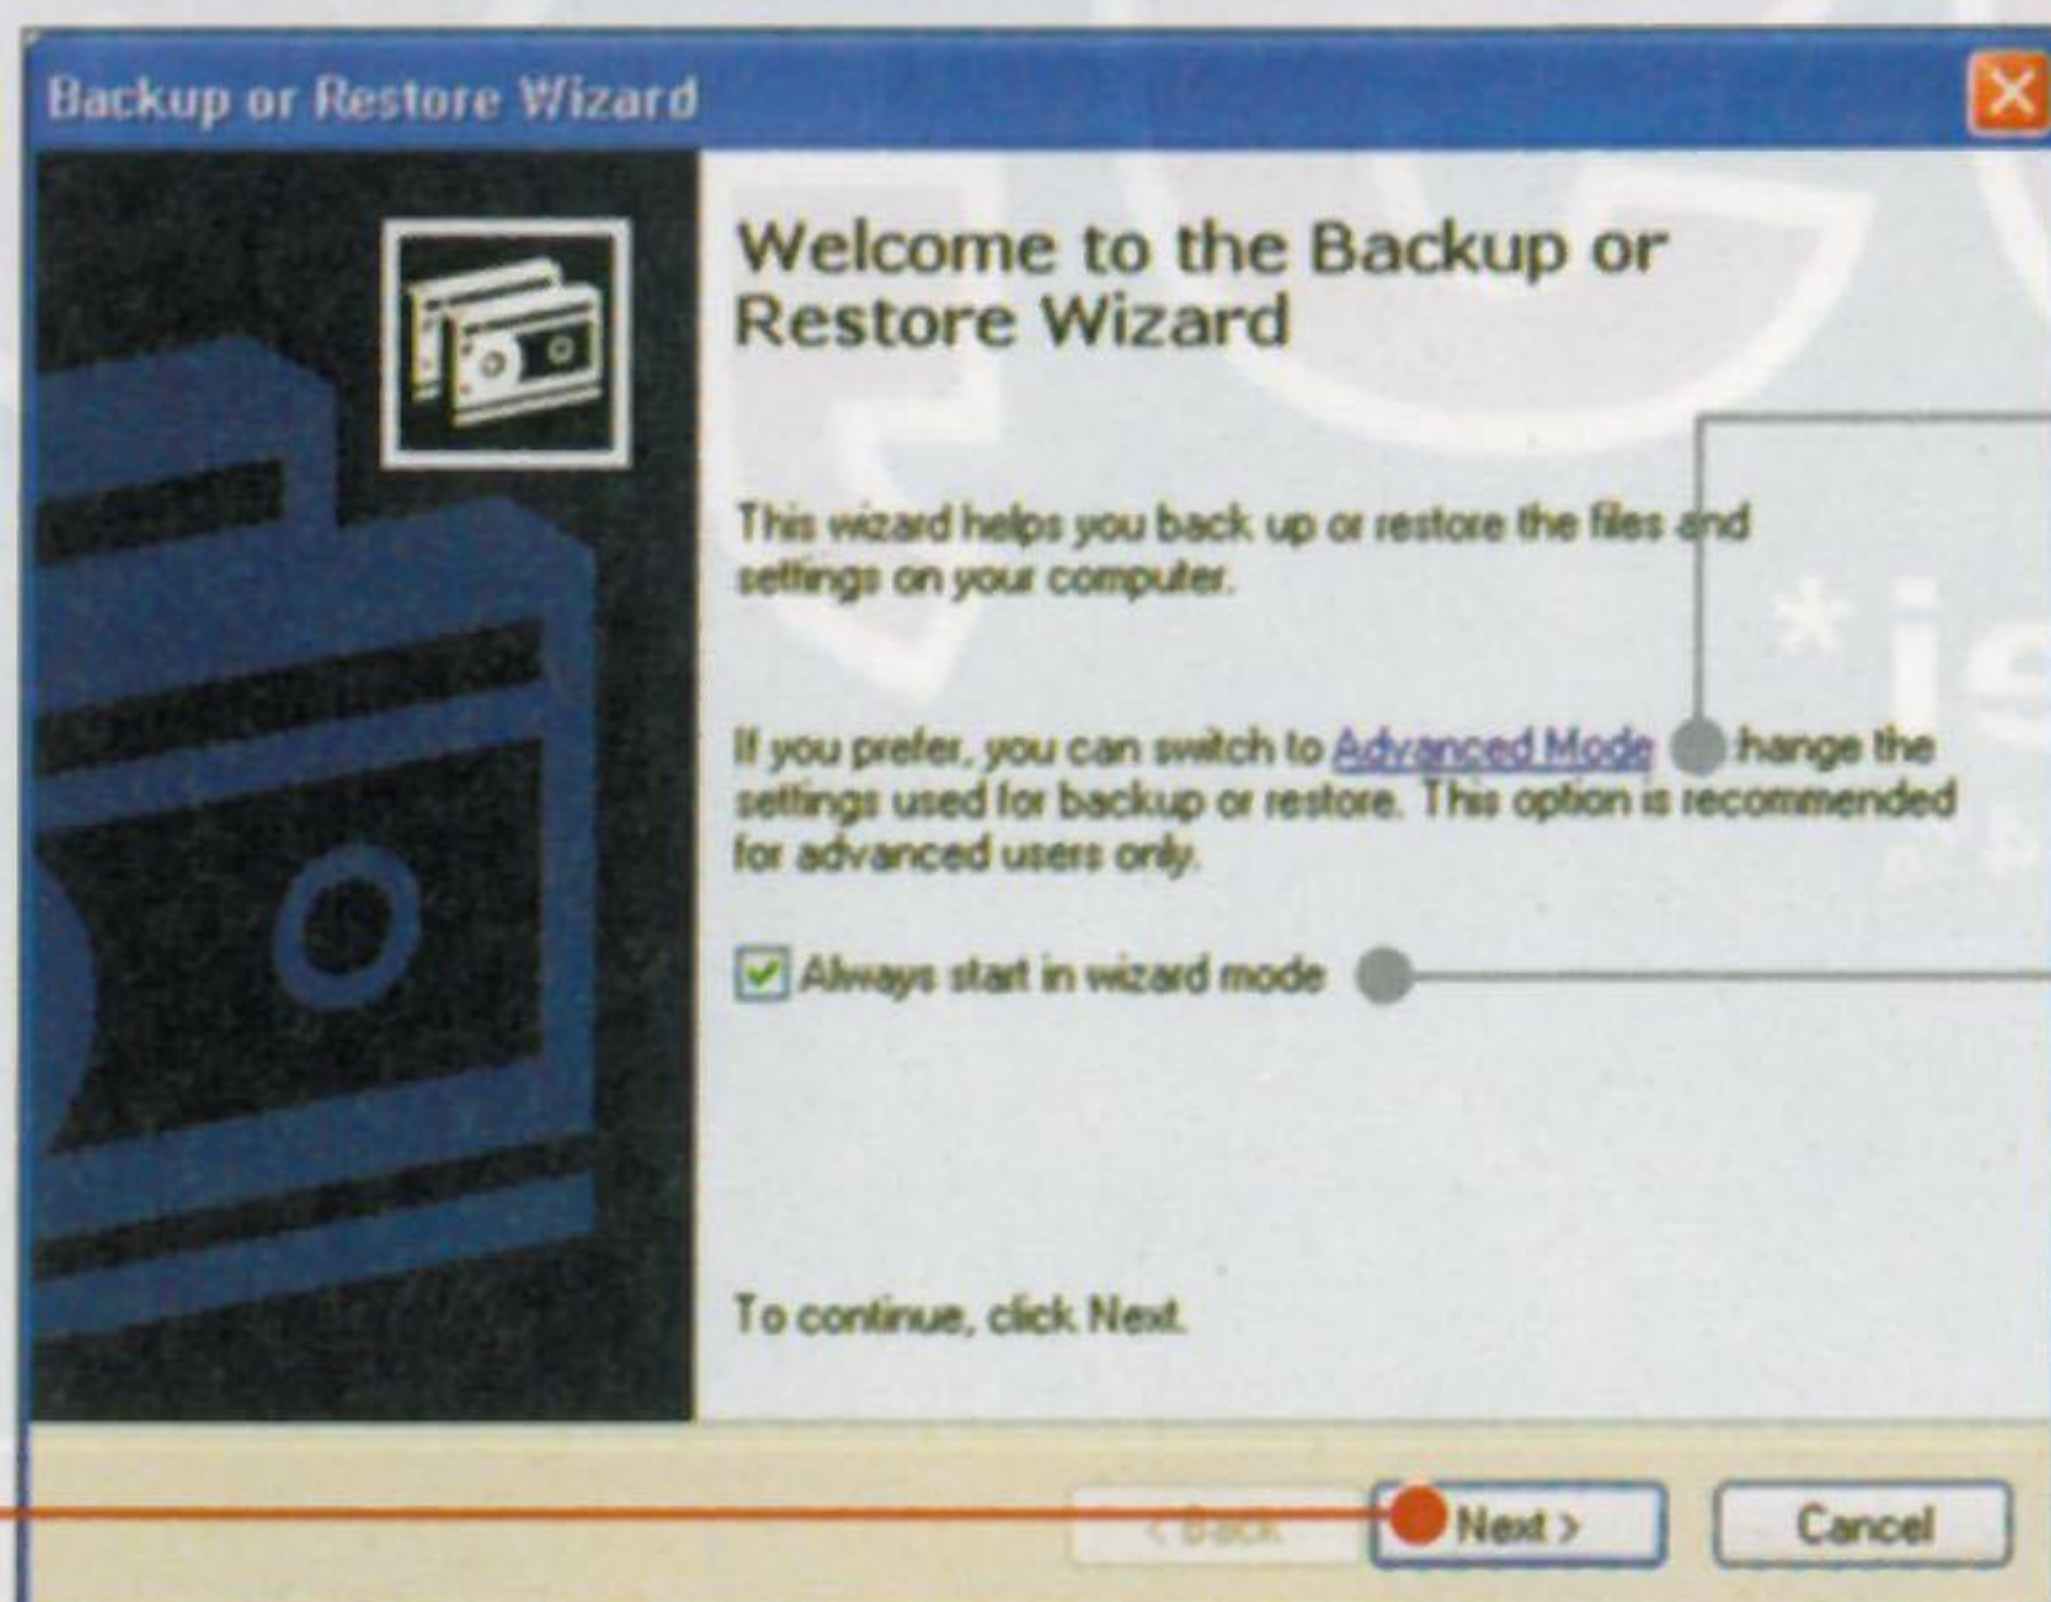 Backup or Restore Wizard
Welcome to the Backup or
Restore Wizard
This wizard helps you back up or restore the files and
settings on your computer.
If you prefer, you can switch to Advanced Mode hange the
settings used for backup or restore. This option is recommended
for advanced users only.
Always start in wizard mode
To continue, click Next.
< Back Next > Cancel